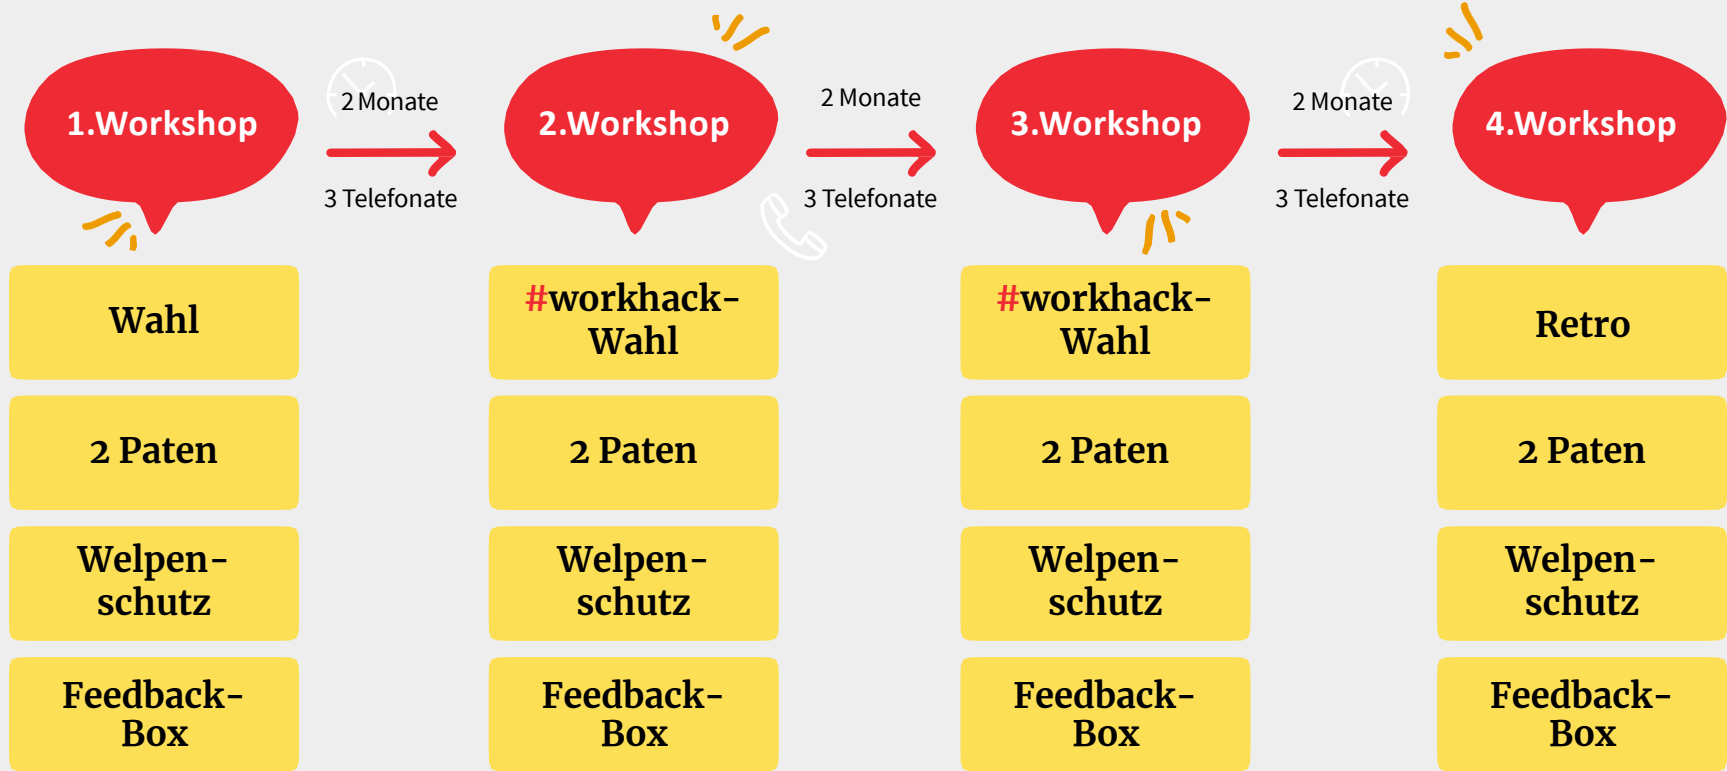 1.Workshop
2 Monate
3 Telefonate
2.Workshop
2 Monate
3 Telefonate
3.Workshop
2 Monate
3 Telefonate
4.Workshop
Wahl
#workhack-
Wahl
#workhack-
Wahl
Retro
2 Paten
2 Paten
2 Paten
2 Paten
Welpen-
schutz
Welpen-
schutz
Welpen-
schutz
Welpen-
schutz
Feedback-
Box
Feedback-
Box
Feedback-
Box
Feedback-
Box